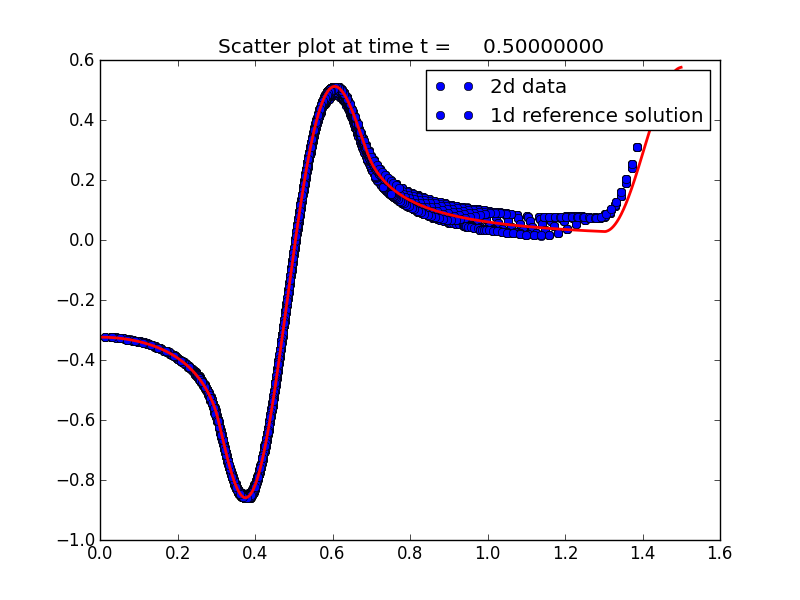 Scatter plot at time t =     0.50000000
2d data
1d reference solution
0.6
0.4
0.2
0.0
−0.2
−0.4
−0.6
−0.8
−1.0
0.0 0.2 0.4 0.6 0.8 1.0 1.2 1.4 1.6